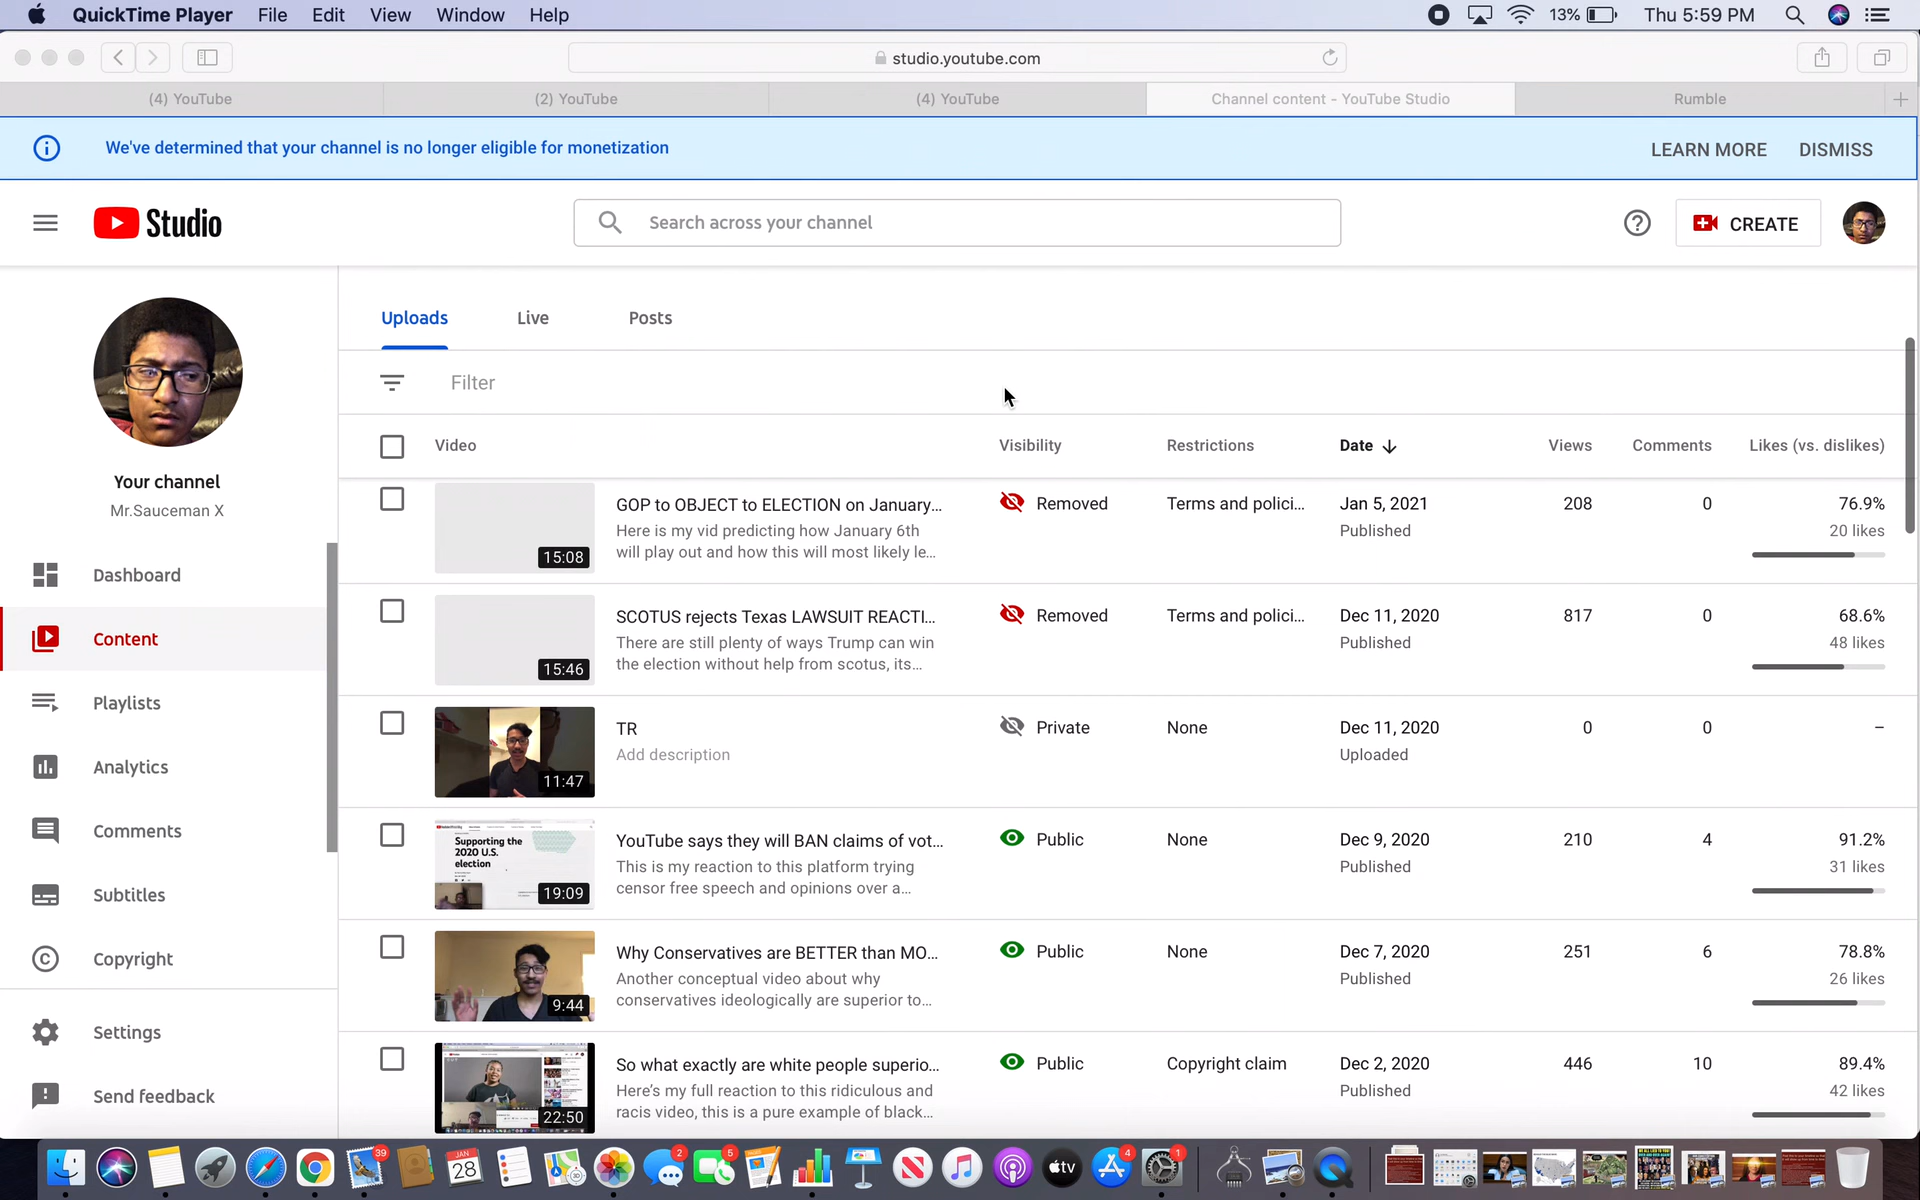 QuickTime Player File Edit View Window Help 13% Thu 5:59 PM
studio.youtube.com
(4) YouTube (2) YouTube (4) YouTube Channel content - YouTube Studio Rumble
We've determined that your channel is no longer eligible for monetization LEARN MORE DISMISS
Studio Search across your channel CREATE
Uploads Live Posts
Filter
Your channel
Mr.Sauceman X
Dashboard
Content
Playlists
Analytics
Comments
Subtitles
Copyright
Settings
Send feedback
Video Visibility Restrictions Date Views Comments Likes (vs. dislikes)
GOP to OBJECT to ELECTION on January... Removed Terms and polici... Jan 5, 2021 208 0 76.9%
Here is my vid predicting how January 6th Published 20 likes
will play out and how this will most likely le...
15:08
SCOTUS rejects Texas LAWSUIT REACTI... Removed Terms and polici... Dec 11, 2020 817 0 68.6%
There are still plenty of ways Trump can win Published 48 likes
the election without help from scotus, its...
15:46
TR Private None Dec 11, 2020 0 0 –
Add description Uploaded
11:47
YouTube says they will BAN claims of vot... Public None Dec 9, 2020 210 4 91.2%
This is my reaction to this platform trying Published 31 likes
censor free speech and opinions over a...
Supporting the
2020 U.S.
election
19:09
Why Conservatives are BETTER than MO... Public None Dec 7, 2020 251 6 78.8%
Another conceptual video about why Published 26 likes
conservatives ideologically are superior to...
9:44
So what exactly are white people superio... Public Copyright claim Dec 2, 2020 446 10 89.4%
Here's my full reaction to this ridiculous and Published 42 likes
racis video, this is a pure example of black...
22:50
39 JAN 28 2 5 tv 4 1